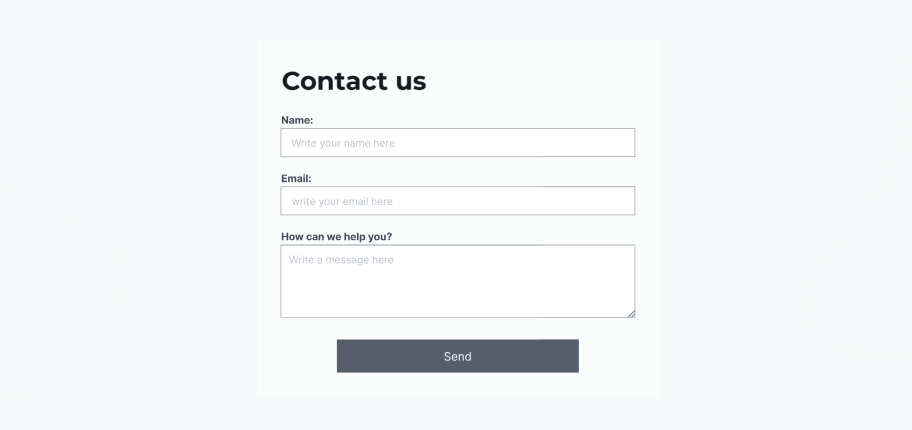 Contact us
Name:
Write your name here
Email:
write your email here
How can we help you?
Write a message here
Send